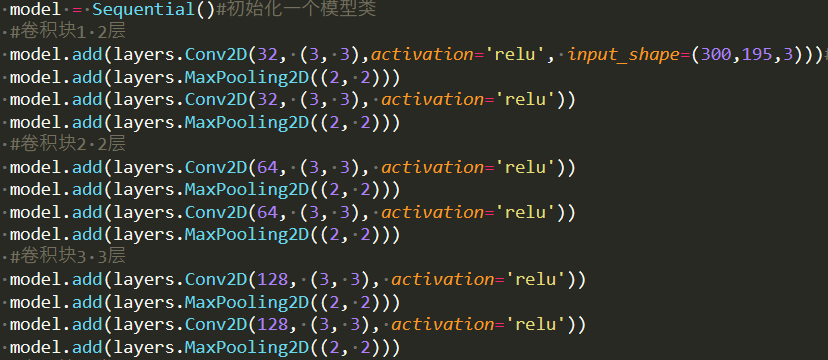 model = Sequential()#初始化一个模型类
#卷积块1 2层
model.add(layers.Conv2D(32, (3, 3),activation='relu', input_shape=(300,195,3)))#
model.add(layers.MaxPooling2D((2, 2)))
model.add(layers.Conv2D(32, (3, 3), activation='relu'))
model.add(layers.MaxPooling2D((2, 2)))
#卷积块2 2层
model.add(layers.Conv2D(64, (3, 3), activation='relu'))
model.add(layers.MaxPooling2D((2, 2)))
model.add(layers.Conv2D(64, (3, 3), activation='relu'))
model.add(layers.MaxPooling2D((2, 2)))
#卷积块3 3层
model.add(layers.Conv2D(128, (3, 3), activation='relu'))
model.add(layers.MaxPooling2D((2, 2)))
model.add(layers.Conv2D(128, (3, 3), activation='relu'))
model.add(layers.MaxPooling2D((2, 2)))